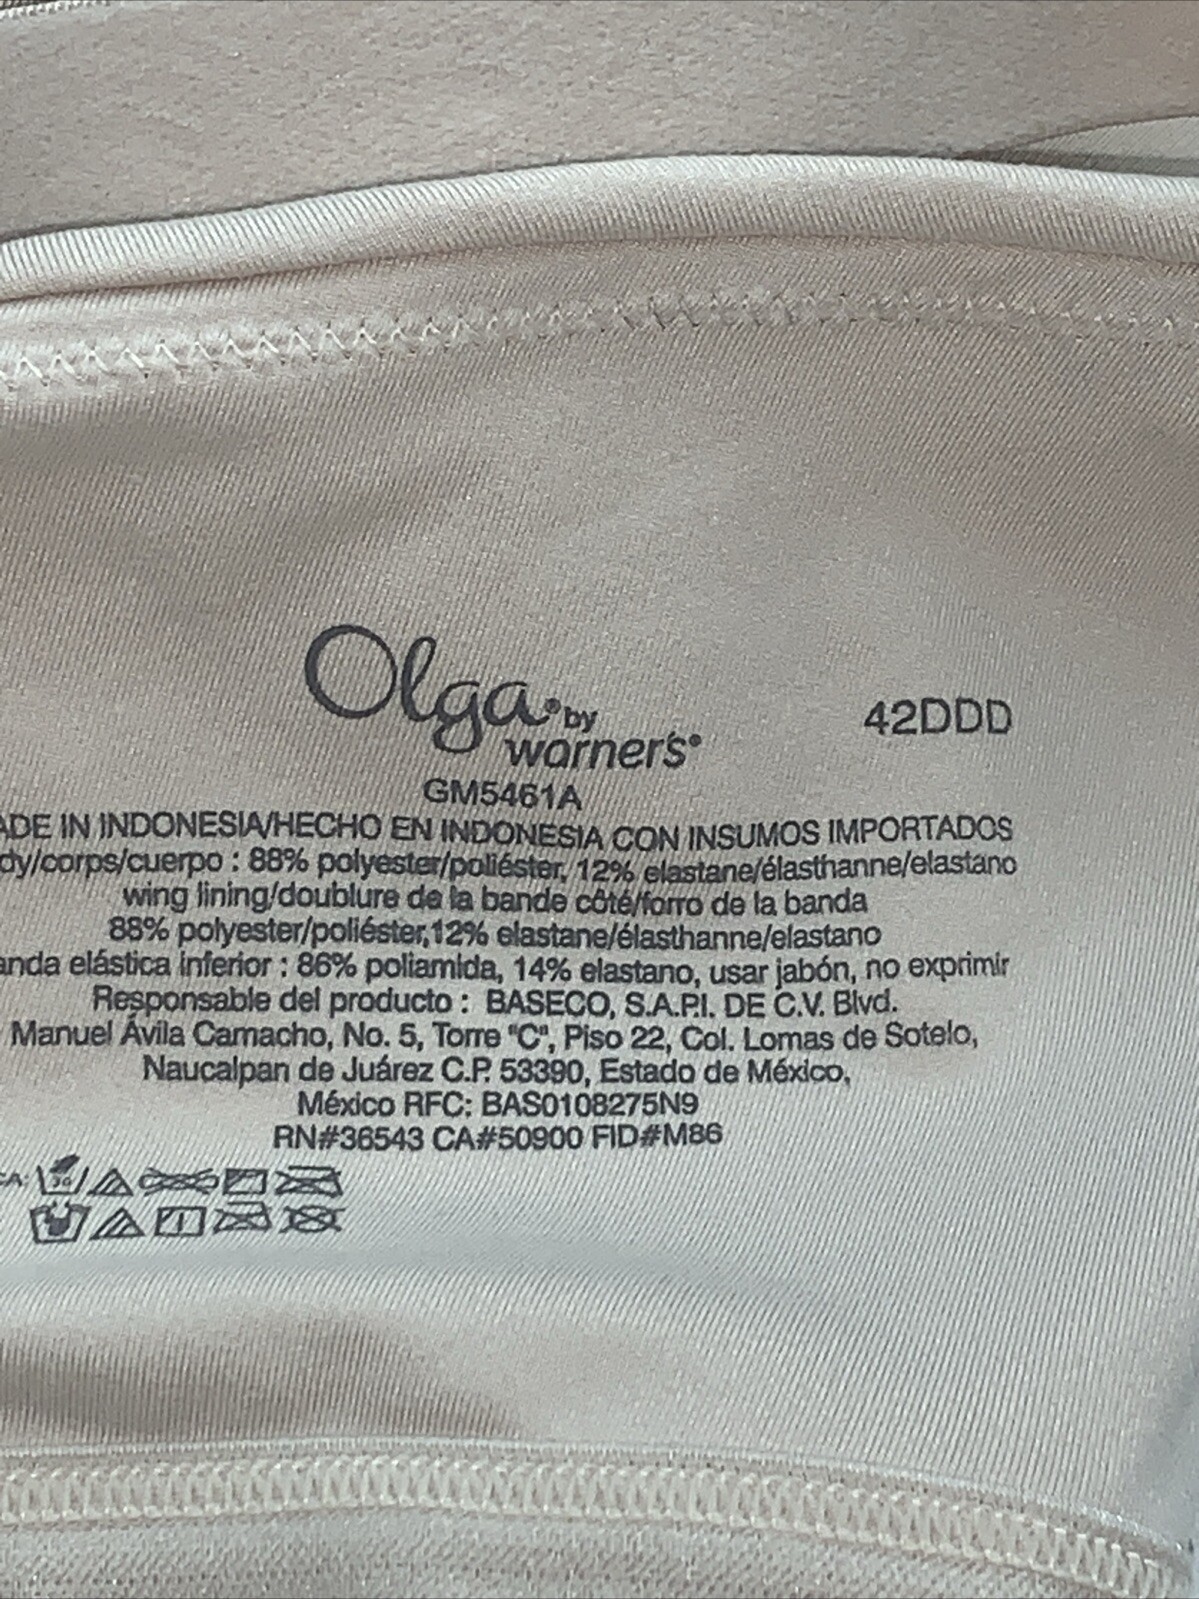 Olga® by
warner's®
42DDD
GM5461A
ADE IN INDONESIA/HECHO EN INDONESIA CON INSUMOS IMPORTADOS
dy/corps/cuerpo : 88% polyester/poliéster, 12% elastane/élasthanne/elastano
wing lining/doublure de la bande côté/forro de la banda
88% polyester/poliéster,12% elastane/élasthanne/elastano
anda elástica inferior : 86% poliamida, 14% elastano, usar jabón, no exprimir
Responsable del producto : BASECO, S.A.P.I. DE C.V. Blvd.
Manuel Ávila Camacho, No. 5, Torre "C", Piso 22, Col. Lomas de Sotelo,
Naucalpan de Juárez C.P. 53390, Estado de México,
México RFC: BAS0108275N9
RN#36543 CA#50900 FID#M86
CA: 30